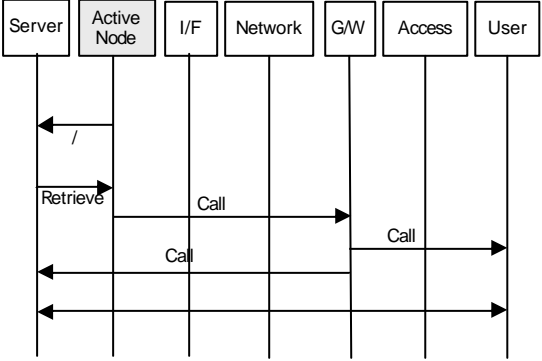 Server
Active
Node
I/F
Network
G/W
Access
User
/
Retrieve
Call
Call
Call